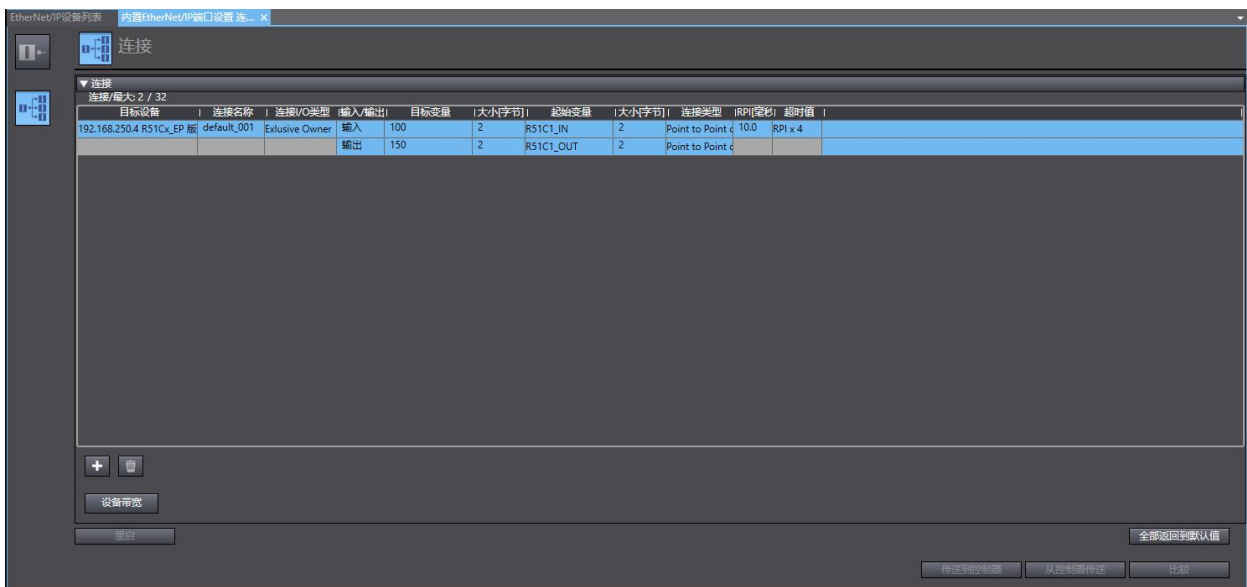 EtherNet/IP设备列表 内置EtherNet/IP端口设置 连... ×
连接
▼连接
连接/最大: 2 / 32
目标设备 连接名称 连接I/O类型 输入/输出 目标变量 大小[字节] 起始变量 大小[字节] 连接类型 RPI[毫秒] 超时值
192.168.250.4 R51Cx_EP 版 default_001 Exlusive Owner 输入 100 2 R51C1_IN 2 Point to Point c 10.0 RPI x 4
输出 150 2 R51C1_OUT 2 Point to Point c
+
设备带宽
重启 全部返回到默认值
传送到控制器 从控制器传送 比较